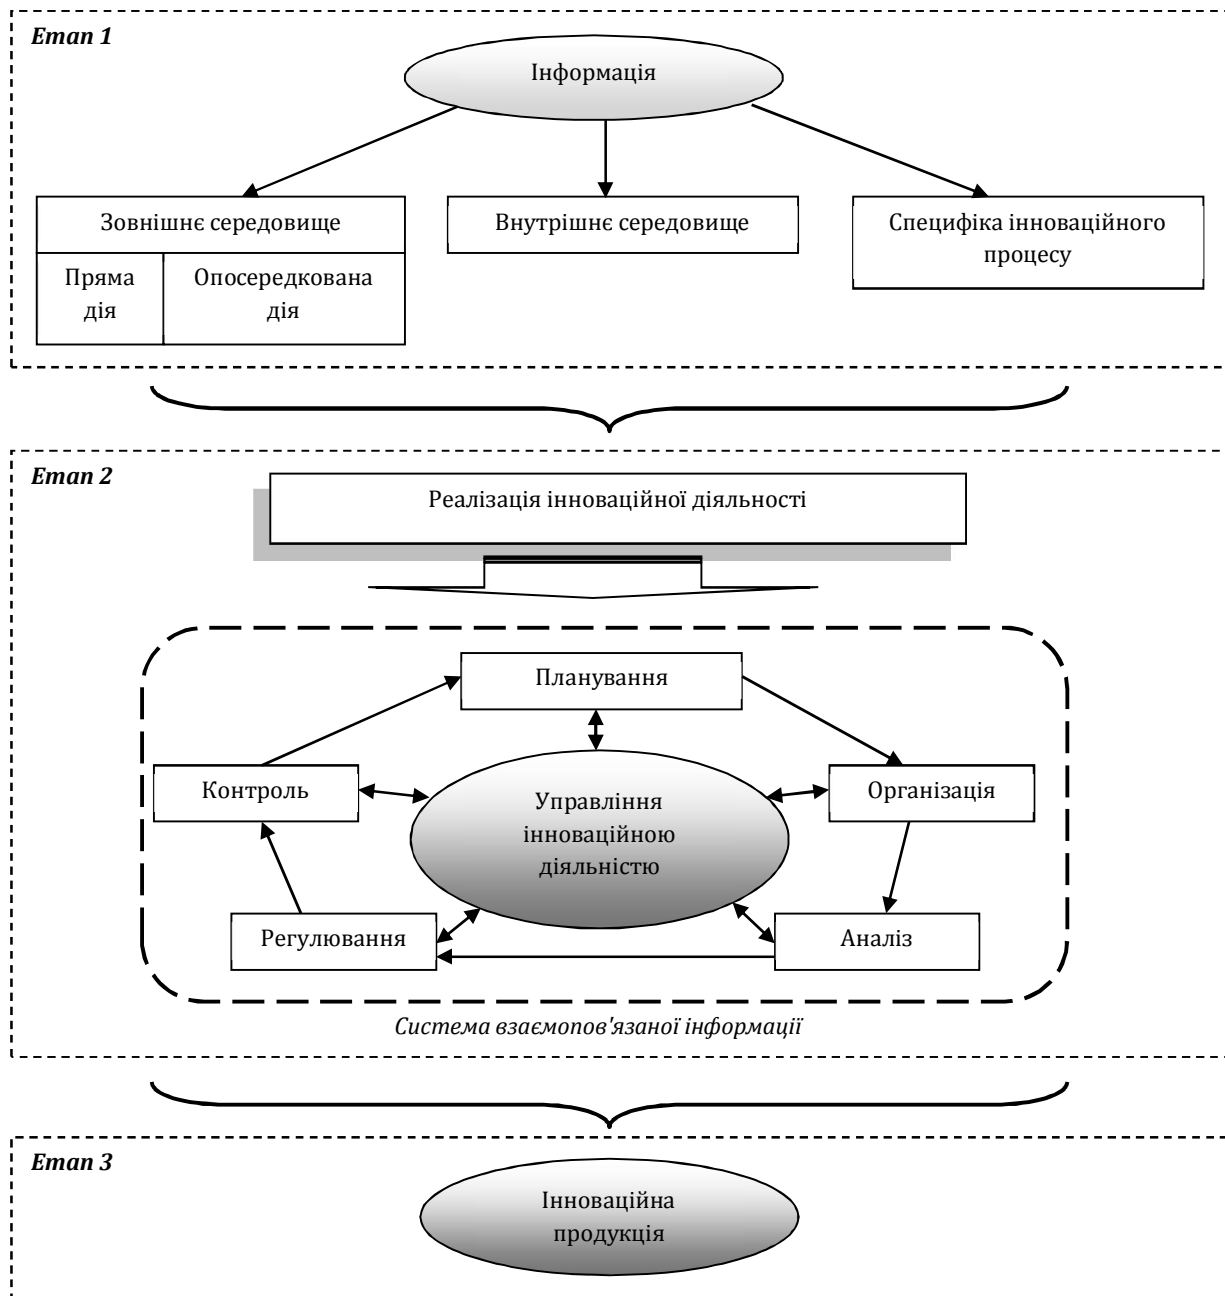 Етап 1
Інформація
Зовнішнє середовище
Пряма
дія
Опосередкована
дія
Внутрішнє середовище
Специфіка інноваційного
процесу
Етап 2
Реалізація інноваційної діяльності
Планування
Контроль
Організація
Управління
інноваційною
діяльністю
Регулювання
Аналіз
Система взаємопов'язаної інформації
Етап 3
Інноваційна
продукція